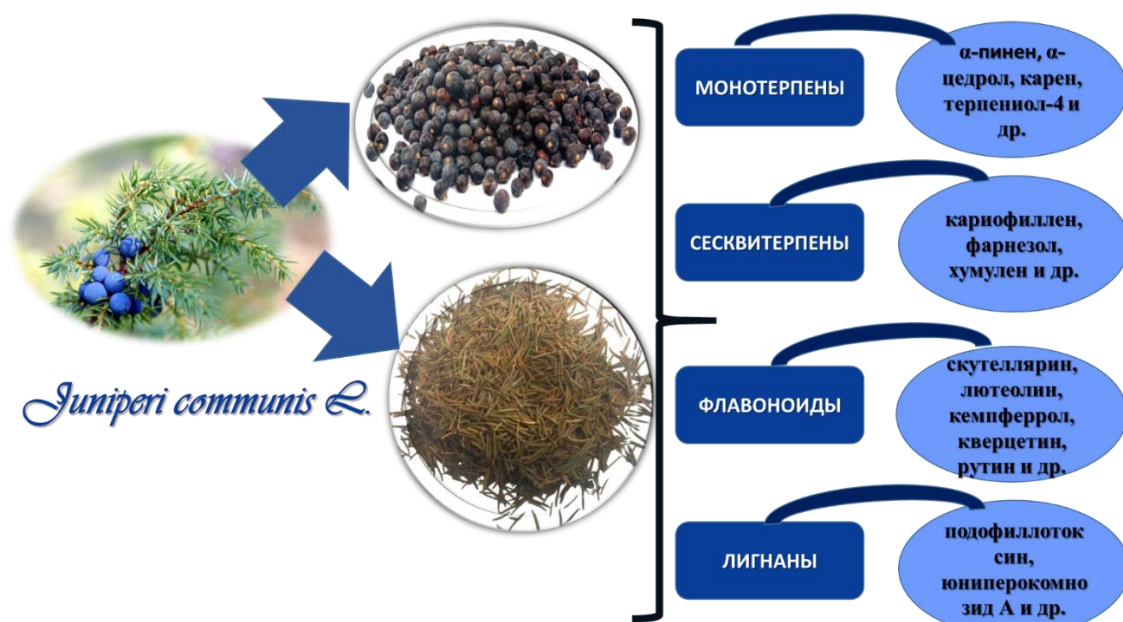 Juniperi communis L.
МОНОТЕРПЕНЫ
α-пинен, α-
цедрол, карен,
терпениол-4 и
др.
СЕСКВИТЕРПЕНЫ
кариофиллен,
фарнезол,
хумулен и др.
ФЛАВОНОИДЫ
скутеллярин,
лютеолин,
кемпферрол,
кверцетин,
рутин и др.
ЛИГНАНЫ
подофиллоток
син,
юниперокомно
зид А и др.